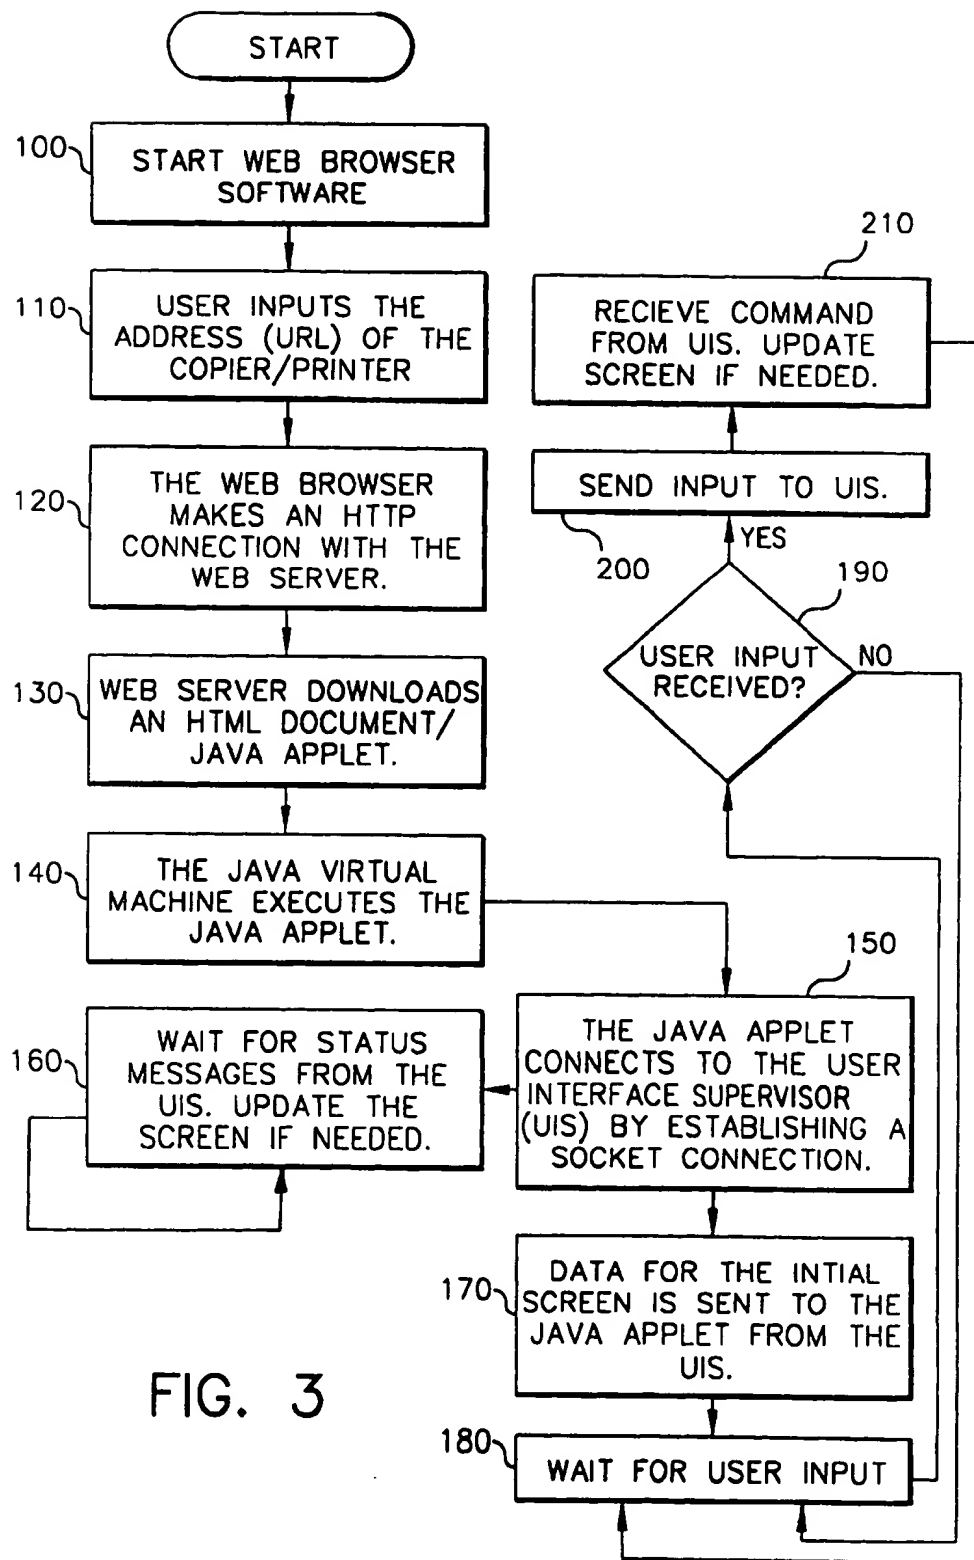 START
100
START WEB BROWSER
SOFTWARE
110
USER INPUTS THE
ADDRESS (URL) OF THE
COPIER/PRINTER
120
THE WEB BROWSER
MAKES AN HTTP
CONNECTION WITH THE
WEB SERVER.
130
WEB SERVER DOWNLOADS
AN HTML DOCUMENT/
JAVA APPLET.
140
THE JAVA VIRTUAL
MACHINE EXECUTES THE
JAVA APPLET.
150
THE JAVA APPLET
CONNECTS TO THE USER
INTERFACE SUPERVISOR
(UIS) BY ESTABLISHING A
SOCKET CONNECTION.
160
WAIT FOR STATUS
MESSAGES FROM THE
UIS. UPDATE THE
SCREEN IF NEEDED.
170
DATA FOR THE INTIAL
SCREEN IS SENT TO THE
JAVA APPLET FROM THE
UIS.
180
WAIT FOR USER INPUT
190
USER INPUT
RECEIVED?
NO
YES
200
SEND INPUT TO UIS.
210
RECIEVE COMMAND
FROM UIS. UPDATE
SCREEN IF NEEDED.
FIG. 3